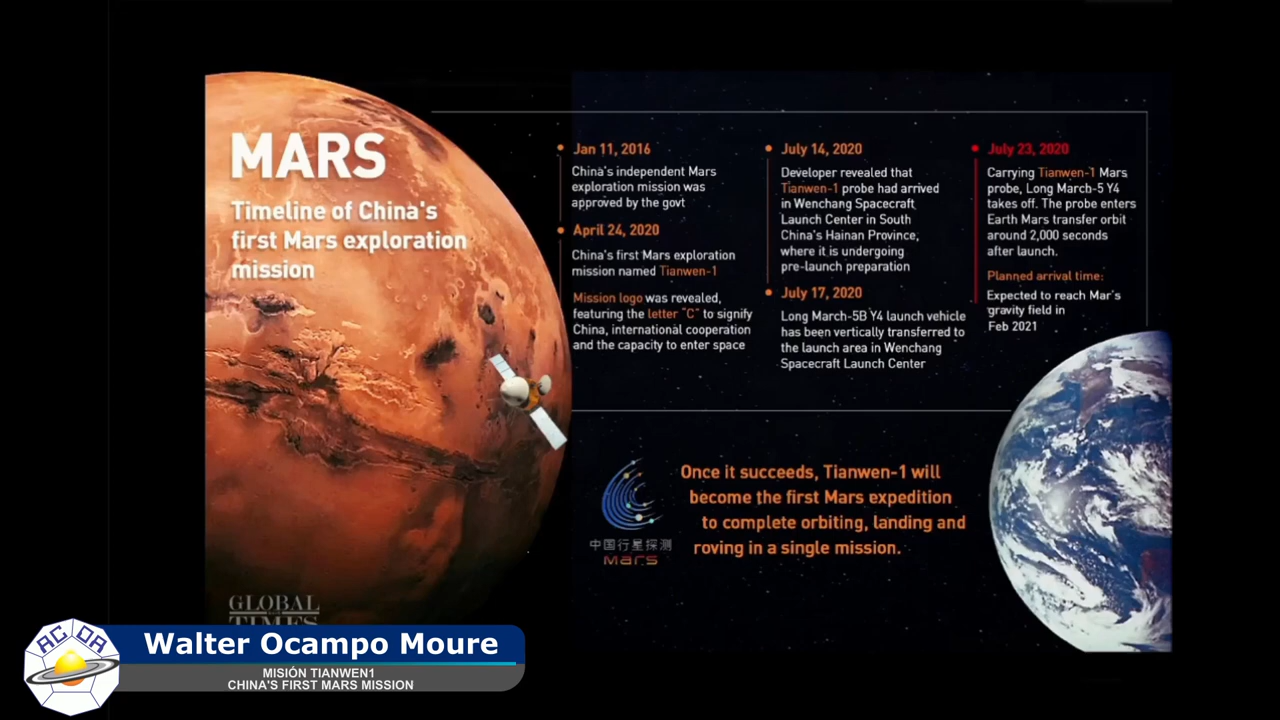 MARS
Timeline of China's
first Mars exploration
mission
Jan 11, 2016
China's independent Mars
exploration mission was
approved by the govt
April 24, 2020
China's first Mars exploration
mission named Tianwen-1
Mission logo was revealed,
featuring the letter "C" to signify
China, international cooperation
and the capacity to enter space
July 14, 2020
Developer revealed that
Tianwen-1 probe had arrived
in Wenchang Spacecraft
Launch Center in South
China's Hainan Province,
where it is undergoing
pre-launch preparation
July 17, 2020
Long March-5B Y4 launch vehicle
has been vertically transferred to
the launch area in Wenchang
Spacecraft Launch Center
July 23, 2020
Carrying Tianwen-1 Mars
probe, Long March-5 Y4
takes off. The probe enters
Earth Mars transfer orbit
around 2,000 seconds
after launch.
Planned arrival time:
Expected to reach Mar's
gravity field in
Feb 2021
Once it succeeds, Tianwen-1 will
become the first Mars expedition
to complete orbiting, landing and
roving in a single mission.
中国行星探测
mars
GLOBAL
TIMES
ACDA
Walter Ocampo Moure
MISIÓN TIANWEN1
CHINA'S FIRST MARS MISSION